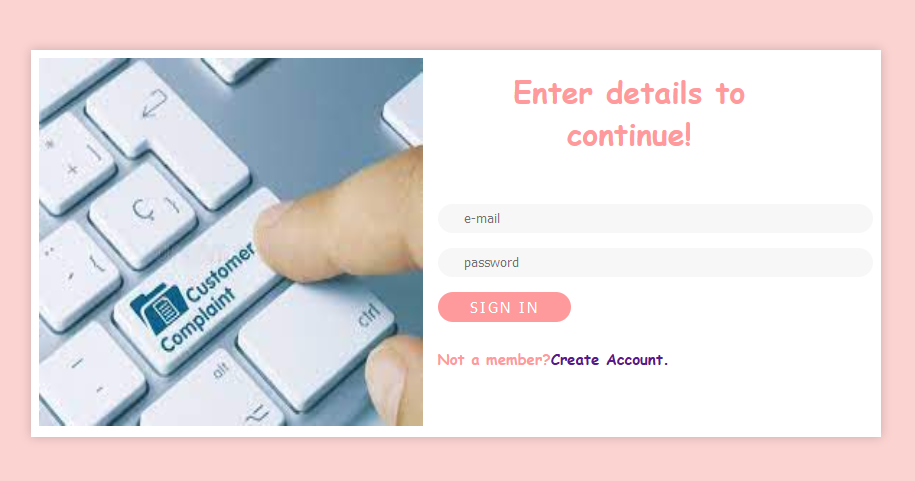 Enter details to
continue!
e-mail
password
SIGN IN
Not a member?Create Account.
Customer
Complaint
ctrl
alt